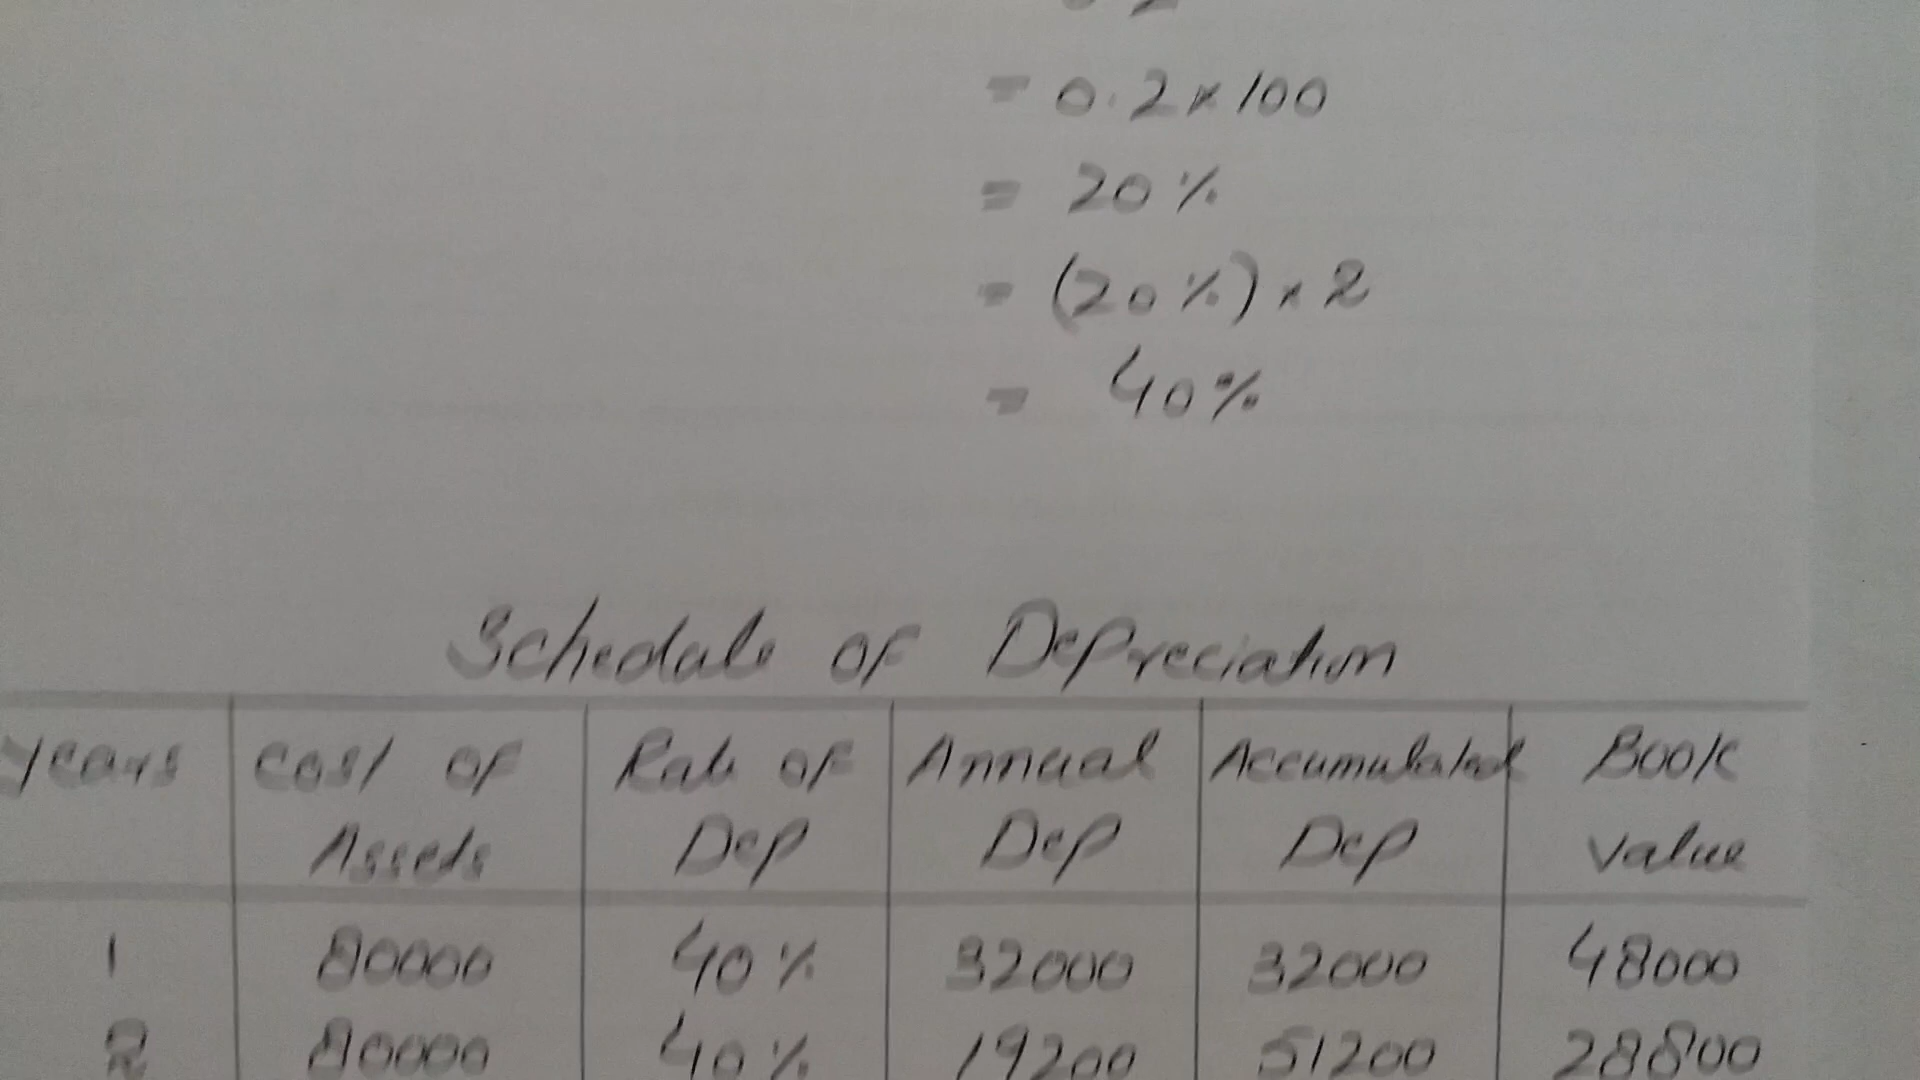 = 0.2 × 100
= 20%
= (20%) × 2
= 40%
Schedule of Depreciation
Years Cost of Assets Rate of Dep Annual Dep Accumulated Dep Book Value
1 80000 40% 32000 32000 48000
2 80000 40% 19200 51200 28800